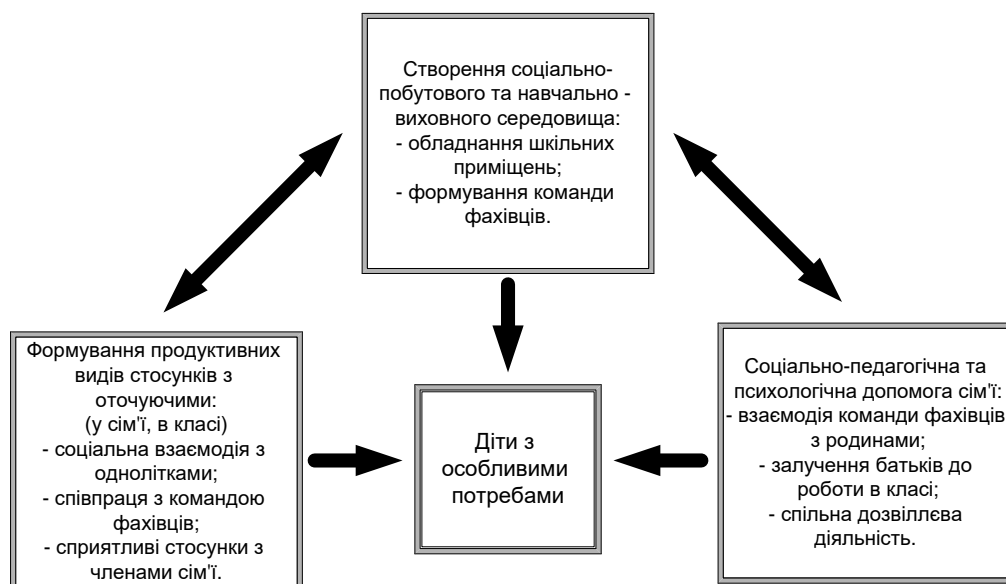 Створення соціально-
побутового та навчально -
виховного середовища:
- обладнання шкільних
приміщень;
- формування команди
фахівців.
Формування продуктивних
видів стосунків з
оточуючими:
(у сім'ї, в класі)
- соціальна взаємодія з
однолітками;
- співпраця з командою
фахівців;
- сприятливі стосунки з
членами сім'ї.
Діти з
особливими
потребами
Соціально-педагогічна та
психологічна допомога сім'ї:
- взаємодія команди фахівців
з родинами;
- залучення батьків до
роботи в класі;
- спільна дозвіллєва
діяльність.